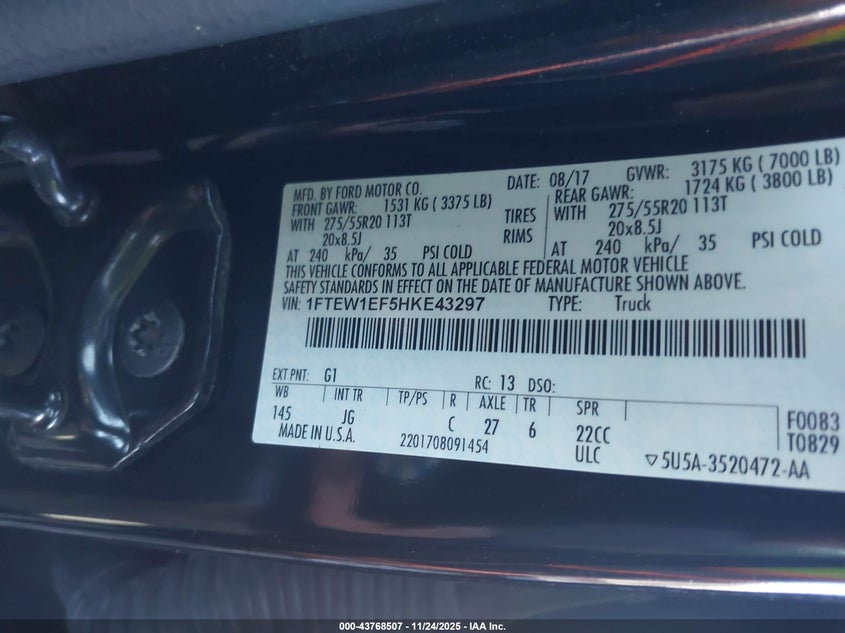 MFD. BY FORD MOTOR CO. DATE: 08/17 GVWR: 3175 KG ( 7000 LB)
FRONT GAWR: 1531 KG ( 3375 LB) REAR GAWR: 1724 KG ( 3800 LB)
WITH 275/55R20 113T TIRES WITH 275/55R20 113T
20x8.5J RIMS 20x8.5J
AT 240 kPa/ 35 PSI COLD AT 240 kPa/ 35 PSI COLD
THIS VEHICLE CONFORMS TO ALL APPLICABLE FEDERAL MOTOR VEHICLE
SAFETY STANDARDS IN EFFECT ON THE DATE OF MANUFACTURE SHOWN ABOVE.
VIN: 1FTEW1EF5HKE43297 TYPE: Truck
EXT PNT: G1 RC: 13 DSO:
WB INT TR TP/PS R AXLE TR SPR
145 JG C 27 6 22CC F0083
MADE IN U.S.A. 2201708091454 ULC T0829
▽5U5A-3520472-AA
000-43768507 - 11/24/2025 - IAA Inc.